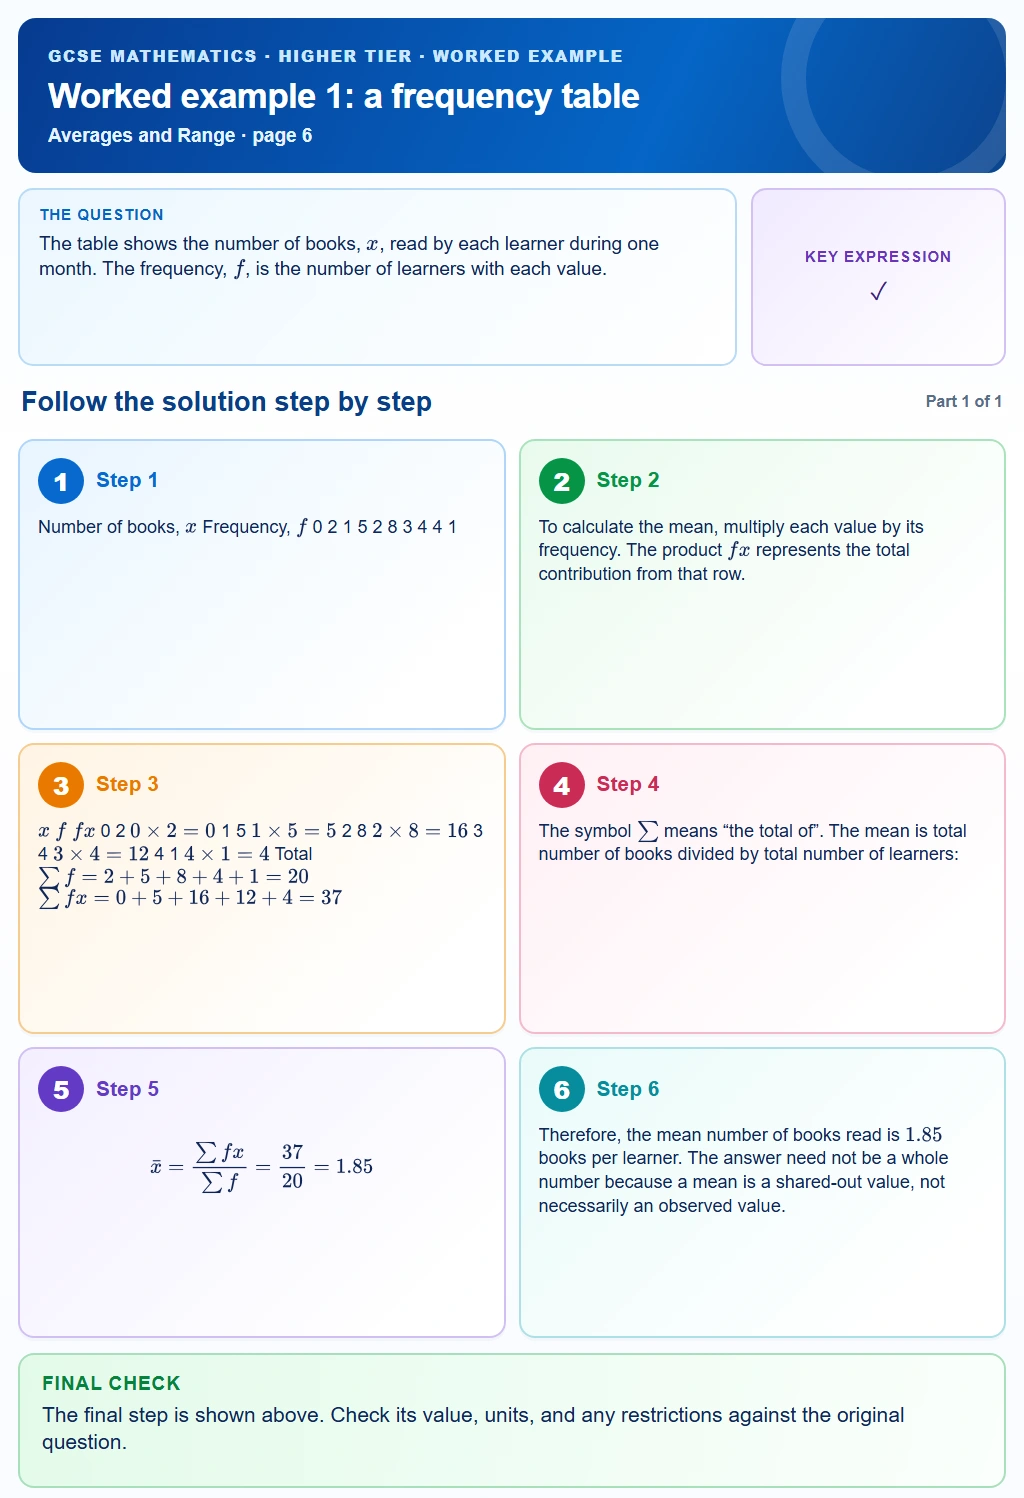 GCSE MATHEMATICS · HIGHER TIER · WORKED EXAMPLE
Worked example 1: a frequency table
Averages and Range · page 6
THE QUESTION
The table shows the number of books, x, read by each learner during one
month. The frequency, f, is the number of learners with each value.
KEY EXPRESSION
✓
Follow the solution step by step
Part 1 of 1
1 Step 1
Number of books, x Frequency, f 0 2 1 5 2 8 3 4 4 1
2 Step 2
To calculate the mean, multiply each value by its
frequency. The product fx represents the total
contribution from that row.
3 Step 3
x f fx 0 2 0 × 2 = 0 1 5 1 × 5 = 5 2 8 2 × 8 = 16 3
4 3 × 4 = 12 4 1 4 × 1 = 4 Total
∑ f = 2 + 5 + 8 + 4 + 1 = 20
∑ fx = 0 + 5 + 16 + 12 + 4 = 37
4 Step 4
The symbol ∑ means “the total of”. The mean is total
number of books divided by total number of learners:
5 Step 5
x̄ = ∑ fx / ∑ f = 37 / 20 = 1.85
6 Step 6
Therefore, the mean number of books read is 1.85
books per learner. The answer need not be a whole
number because a mean is a shared-out value, not
necessarily an observed value.
FINAL CHECK
The final step is shown above. Check its value, units, and any restrictions against the original
question.